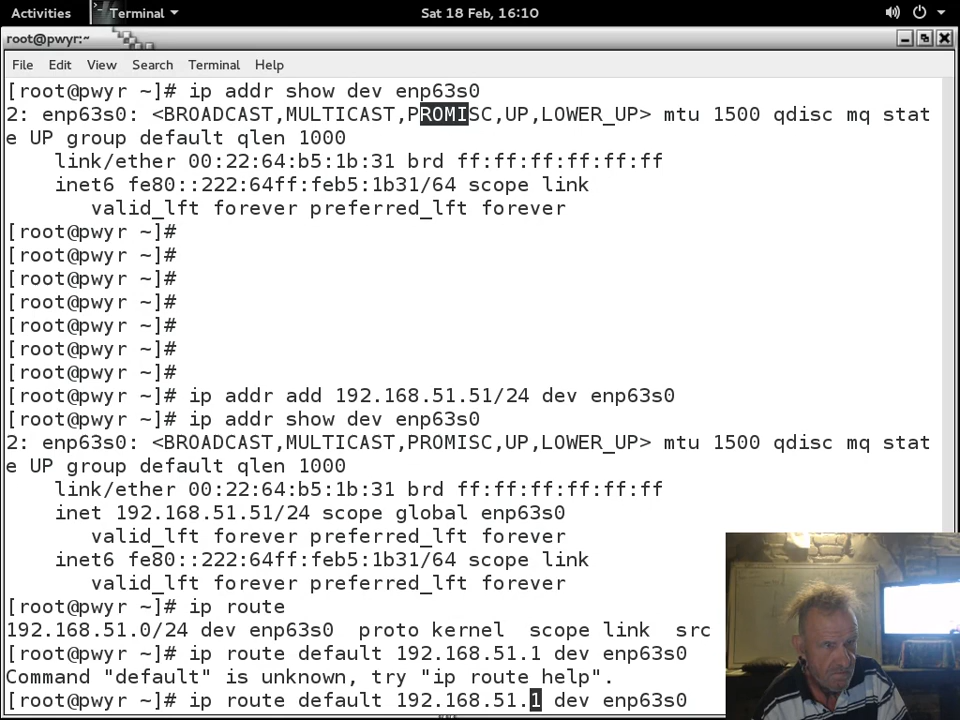 Activities Terminal Sat 18 Feb, 16:10
root@pwyr:~
File Edit View Search Terminal Help
[root@pwyr ~]# ip addr show dev enp63s0
2: enp63s0: <BROADCAST,MULTICAST,PROMISC,UP,LOWER_UP> mtu 1500 qdisc mq stat
e UP group default qlen 1000
    link/ether 00:22:64:b5:1b:31 brd ff:ff:ff:ff:ff:ff
    inet6 fe80::222:64ff:feb5:1b31/64 scope link
       valid_lft forever preferred_lft forever
[root@pwyr ~]#
[root@pwyr ~]#
[root@pwyr ~]#
[root@pwyr ~]#
[root@pwyr ~]#
[root@pwyr ~]#
[root@pwyr ~]#
[root@pwyr ~]# ip addr add 192.168.51.51/24 dev enp63s0
[root@pwyr ~]# ip addr show dev enp63s0
2: enp63s0: <BROADCAST,MULTICAST,PROMISC,UP,LOWER_UP> mtu 1500 qdisc mq stat
e UP group default qlen 1000
    link/ether 00:22:64:b5:1b:31 brd ff:ff:ff:ff:ff:ff
    inet 192.168.51.51/24 scope global enp63s0
       valid_lft forever preferred_lft forever
    inet6 fe80::222:64ff:feb5:1b31/64 scope link
       valid_lft forever preferred_lft forever
[root@pwyr ~]# ip route
192.168.51.0/24 dev enp63s0  proto kernel  scope link  src
[root@pwyr ~]# ip route default 192.168.51.1 dev enp63s0
Command "default" is unknown, try "ip route help".
[root@pwyr ~]# ip route default 192.168.51.1 dev enp63s0